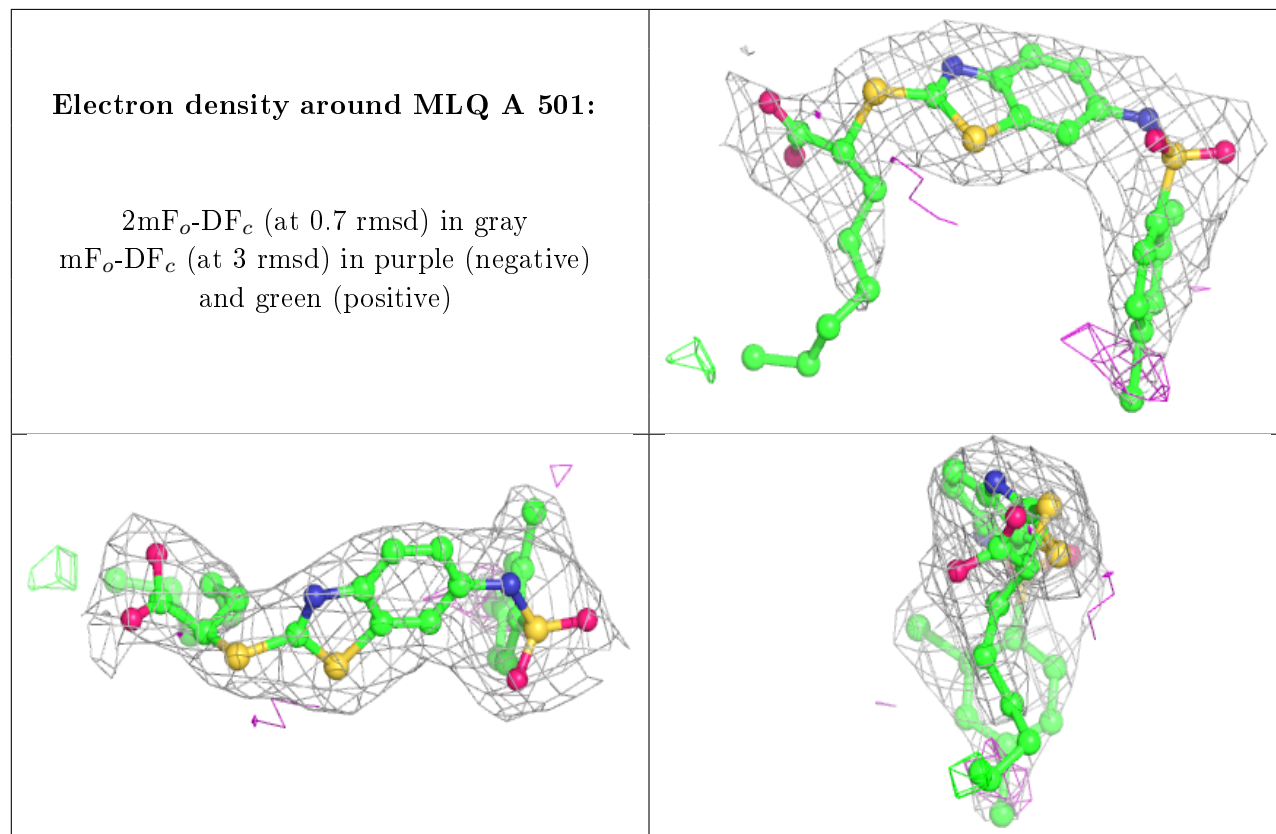 Electron density around MLQ A 501:
2mFo-DFc (at 0.7 rmsd) in gray
mFo-DFc (at 3 rmsd) in purple (negative)
and green (positive)